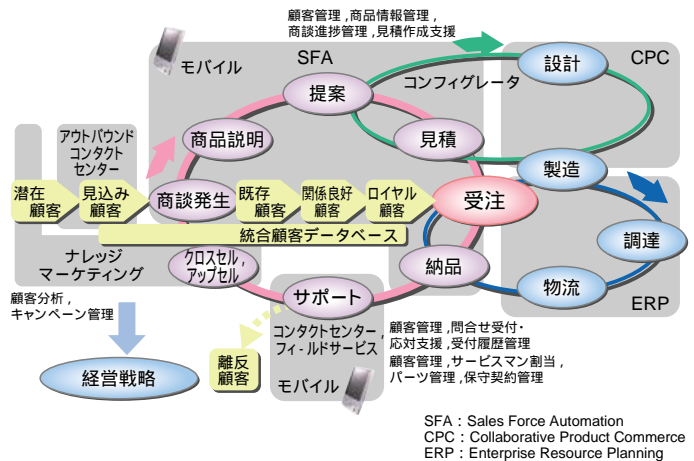 顧客管理，商品情報管理，
商談進捗管理，見積作成支援
モバイル
SFA
CPC
設計
コンフィグレータ
提案
商品説明
見積
アウトバウンド
コンタクト
センター
製造
潜在
顧客
見込み
顧客
商談発生
既存
顧客
関係良好
顧客
ロイヤル
顧客
受注
統合顧客データベース
調達
ナレッジ
マーケティング
クロスセル，
アップセル
納品
物流
ERP
サポート
顧客分析，
キャンペーン管理
コンタクトセンター，
フィ-ルドサービス
顧客管理，問合せ受付・
応対支援，受付履歴管理
顧客管理，サービスマン割当，
パーツ管理，保守契約管理
離反
顧客
経営戦略
モバイル
SFA：Sales Force Automation
CPC：Collaborative Product Commerce
ERP：Enterprise Resource Planning